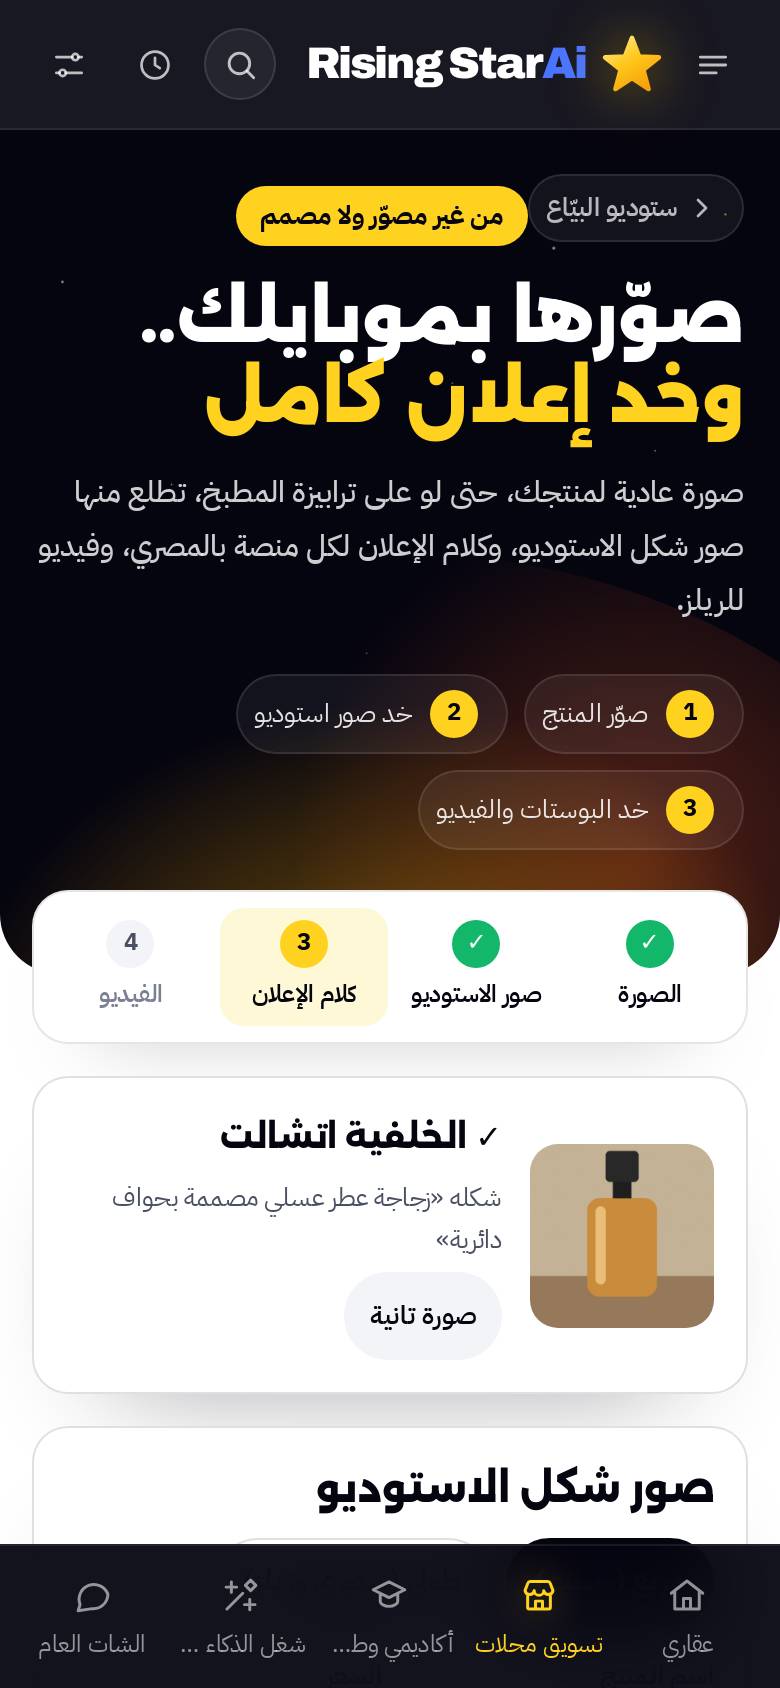 Rising StarAi
ستوديو البيّاع
من غير مصوّر ولا مصمم
صوّرها بموبايلك..
وخد إعلان كامل
صورة عادية لمنتجك، حتى لو على ترابيزة المطبخ، تطلع منها
صور شكل الاستوديو، وكلام الإعلان لكل منصة بالمصري، وفيديو
للريلز.
1 صوّر المنتج
2 خد صور استوديو
3 خد البوستات والفيديو
✓ الصورة
✓ صور الاستوديو
3 كلام الإعلان
4 الفيديو
✓ الخلفية اتشالت
شكله «زجاجة عطر عسلي مصممة بحواف
دائرية»
صورة تانية
صور شكل الاستوديو
عقاري
تسويق محلات
أكاديمي وط...
شغل الذكاء ...
الشات العام